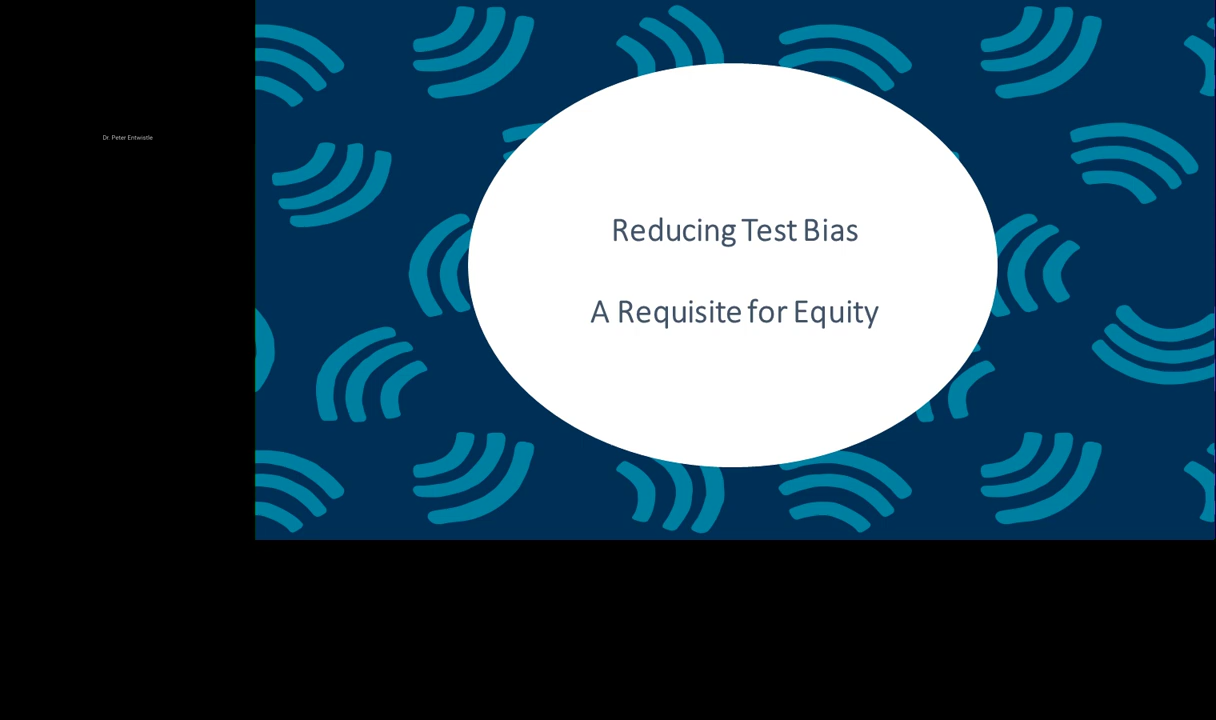 Dr. Peter Entwistle
Reducing Test Bias
A Requisite for Equity